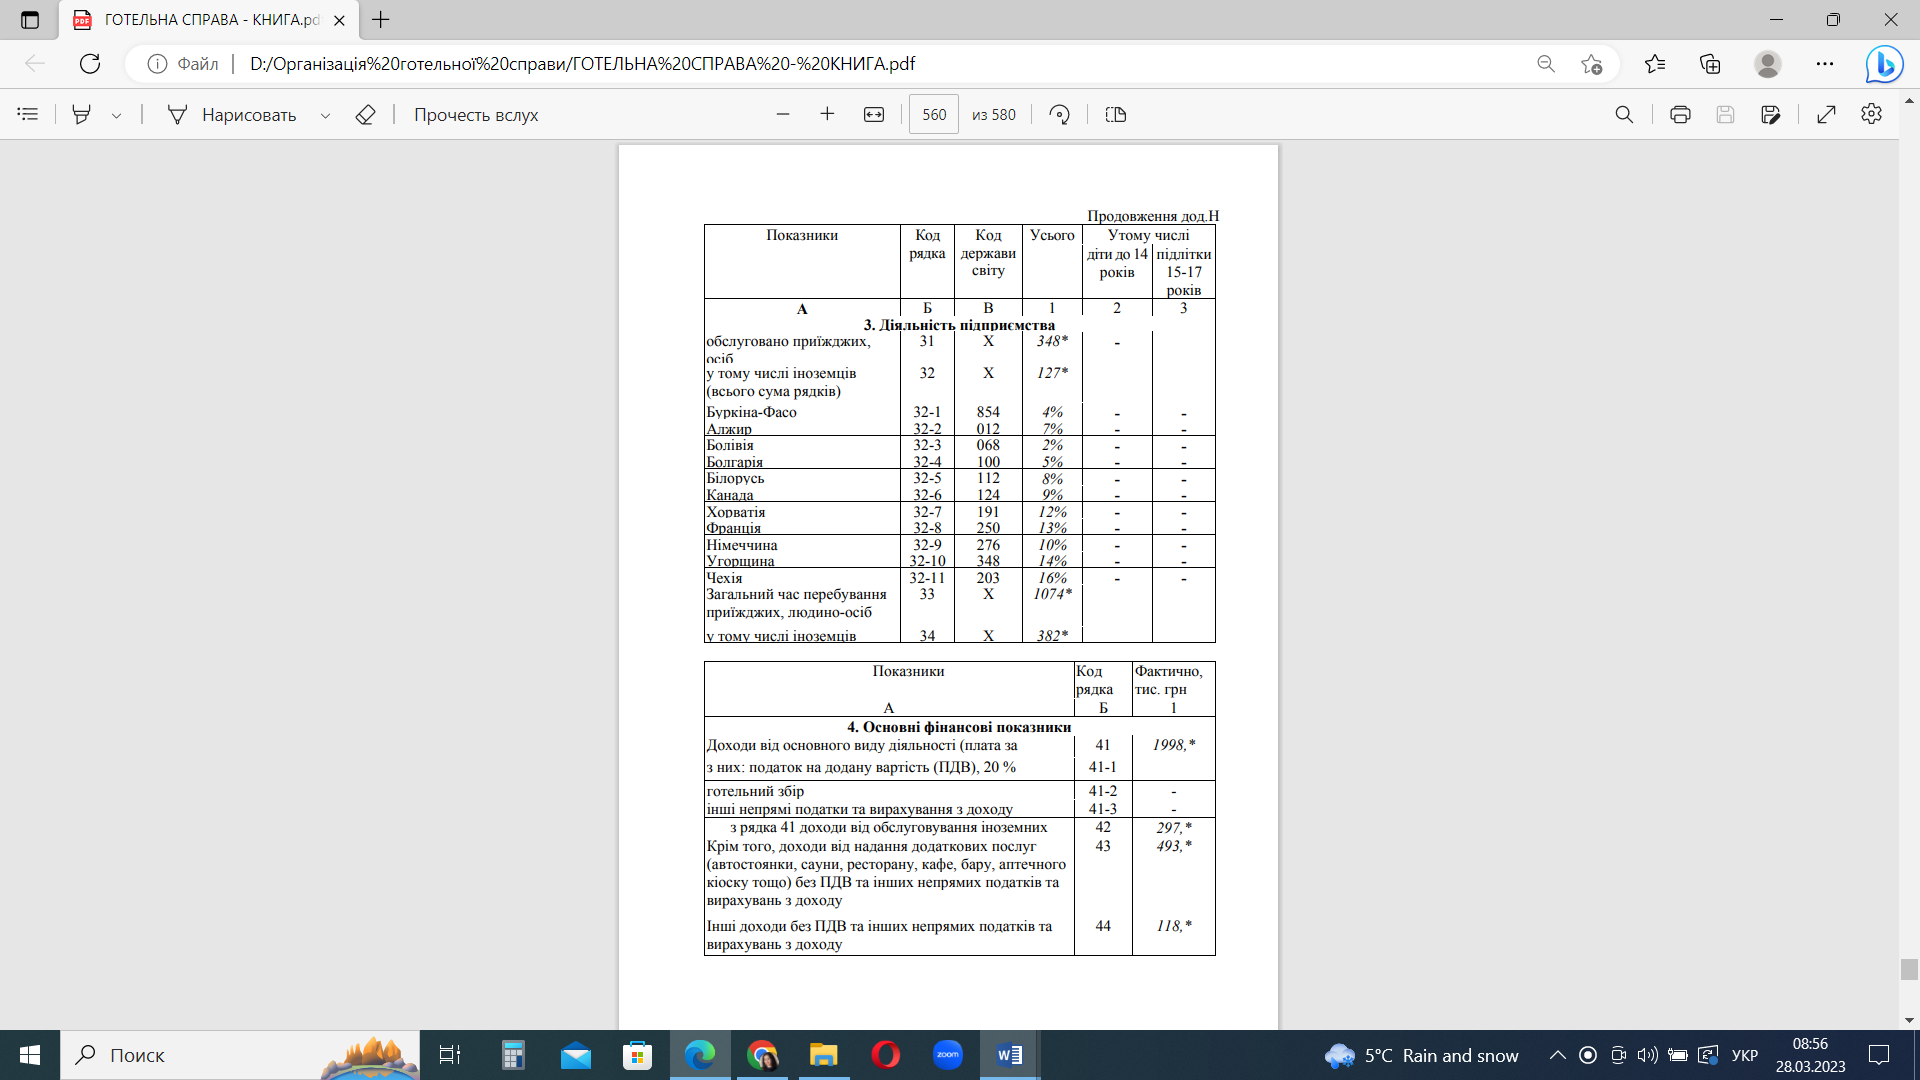 ГОТЕЛЬНА СПРАВА - КНИГА.pd
Файл
D:/Організація%20готельної%20справи/ГОТЕЛЬНА%20СПРАВА%20-%20КНИГА.pdf
Нарисовать
Прочесть вслух
560 из 580
Продовження дод.Н
Показники Код рядка Код держави світу Усього Утому числі
діти до 14 років підлітки 15-17 років
А Б В 1 2 3
3. Діяльність підприємства
обслуговано приїжджих, осіб 31 Х 348* -
у тому числі іноземців (всього сума рядків) 32 Х 127*
Буркіна-Фасо 32-1 854 4% - -
Алжир 32-2 012 7% - -
Болівія 32-3 068 2% - -
Болгарія 32-4 100 5% - -
Білорусь 32-5 112 8% - -
Канада 32-6 124 9% - -
Хорватія 32-7 191 12% - -
Франція 32-8 250 13% - -
Німеччина 32-9 276 10% - -
Угорщина 32-10 348 14% - -
Чехія 32-11 203 16% - -
Загальний час перебування приїжджих, людино-осіб 33 Х 1074*
у тому числі іноземців 34 Х 382*
Показники Код рядка Фактично, тис. грн
А Б 1
4. Основні фінансові показники
Доходи від основного виду діяльності (плата за 41 1998,*
з них: податок на додану вартість (ПДВ), 20 % 41-1
готельний збір 41-2 -
інші непрямі податки та вирахування з доходу 41-3 -
з рядка 41 доходи від обслуговування іноземних 42 297,*
Крім того, доходи від надання додаткових послуг 43 493,*
(автостоянки, сауни, ресторану, кафе, бару, аптечного
кіоску тощо) без ПДВ та інших непрямих податків та
вирахувань з доходу
Інші доходи без ПДВ та інших непрямих податків та 44 118,*
вирахувань з доходу
Поиск
zoom
5°C Rain and snow
УКР
08:56
28.03.2023